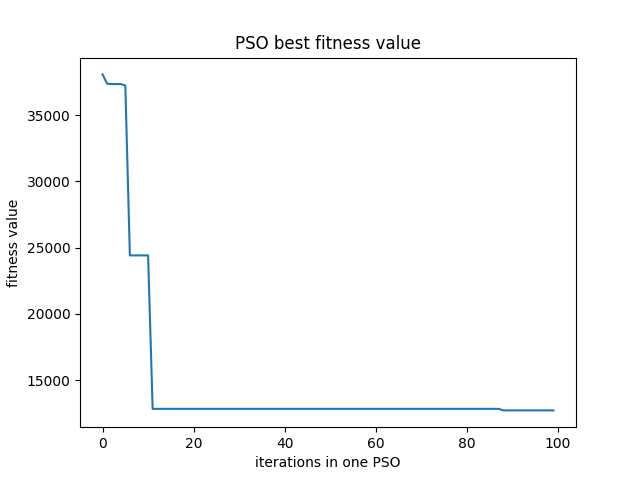 PSO best fitness value
fitness value
35000
30000
25000
20000
15000
0 20 40 60 80 100
iterations in one PSO